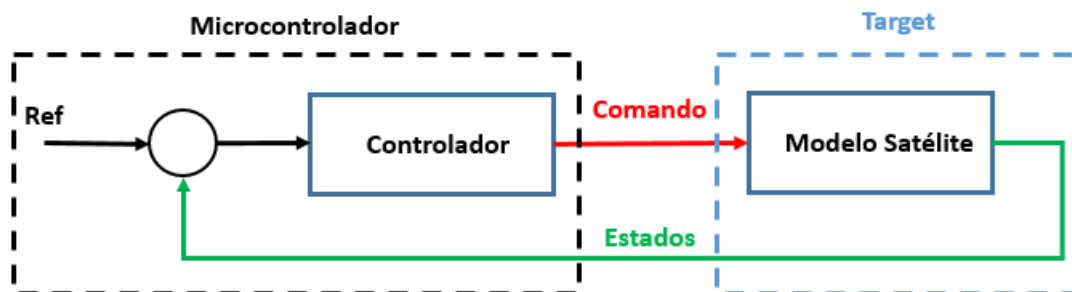 Microcontrolador
Target
Ref
Controlador
Comando
Modelo Satélite
Estados